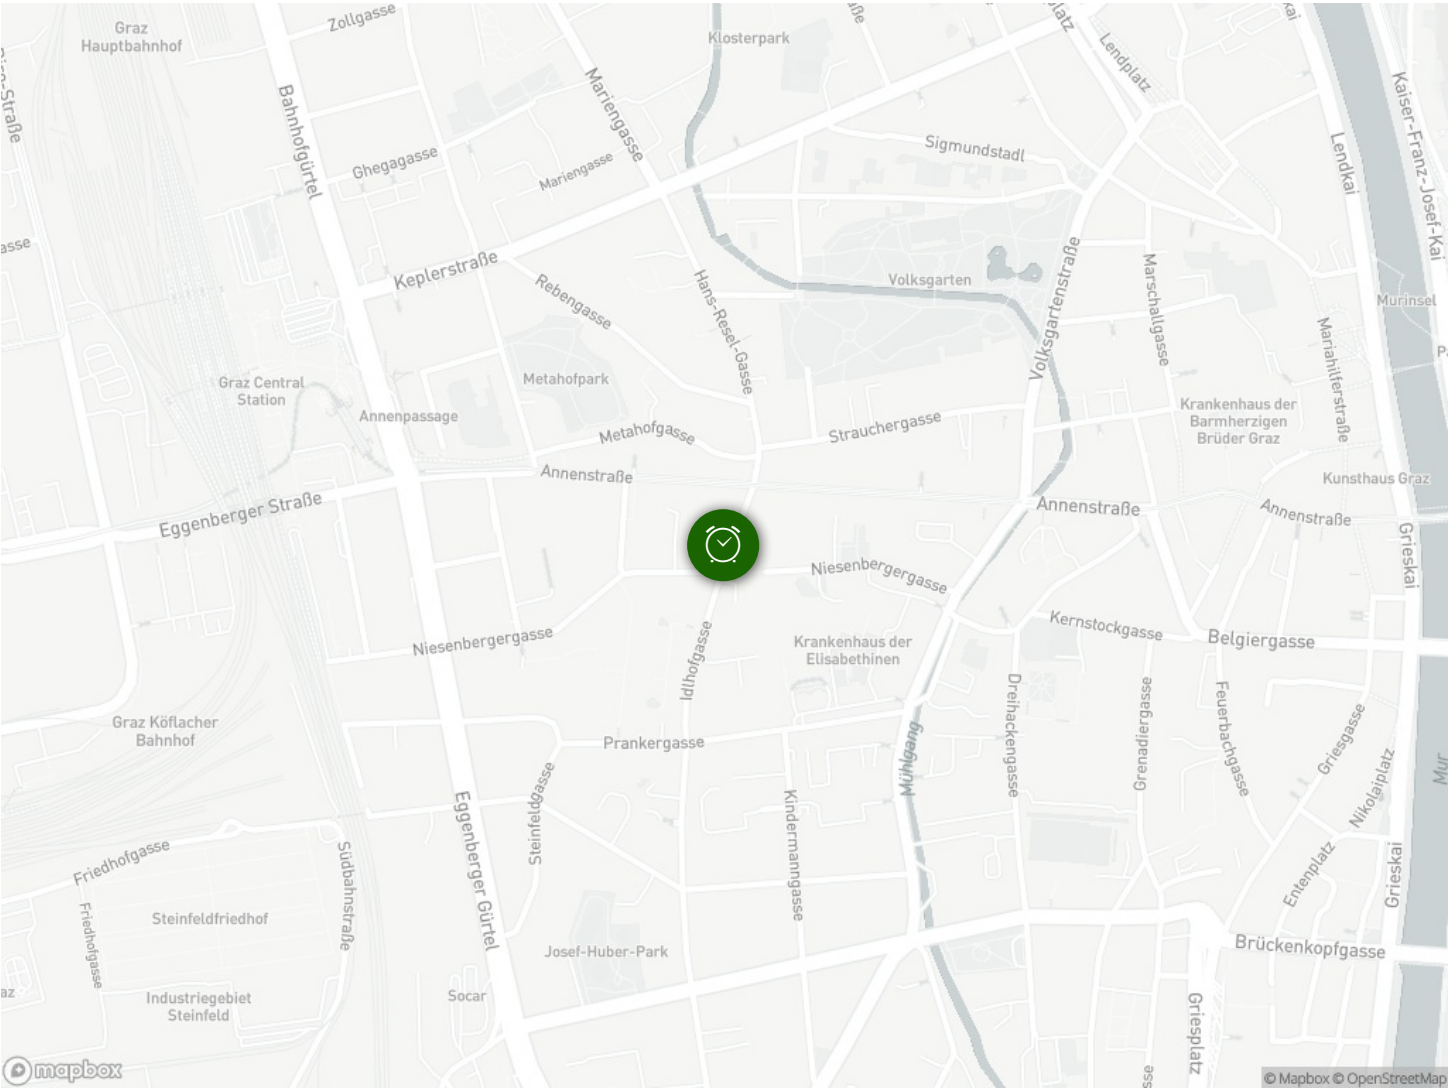 Zollgasse
Graz
Hauptbahnhof
Klosterpark
Lendplatz
Kaiser-Franz-Josef-Kai
Bahnhofgürtel
Mariengasse
Lendkai
Sigmundstadl
Ghegagasse
Mariengasse
Keplerstraße
Volksgarten
Volksgartenstraße
Marschallgasse
Murinsel
Rebengasse
Hans-Resel-Gasse
Mariahilferstraße
Graz Central
Station
Metahofpark
Annenpassage
Krankenhaus der
Barmherzigen
Brüder Graz
Metahofgasse
Strauchergasse
Annenstraße
Kunsthaus Graz
Eggenberger Straße
Annenstraße
Annenstraße
Grieskai
Niesenbergergasse
Niesenbergergasse
Kernstockgasse
Belgiergasse
Krankenhaus der
Elisabethinen
Idlhofgasse
Dreihackengasse
Grenadiergasse
Feuerbachgasse
Griesgasse
Graz Köflacher
Bahnhof
Prankergasse
Mühlgang
Nikolaiplatz
Mur
Steinfeldgasse
Kindermanngasse
Eggenberger Gürtel
Friedhofgasse
Südbahnstraße
Entenplatz
Grieskai
Steinfeldfriedhof
Friedhofgasse
Josef-Huber-Park
Brückenkopfgasse
Industriegebiet
Steinfeld
Socar
Griesplatz
mapbox
© Mapbox © OpenStreetMap